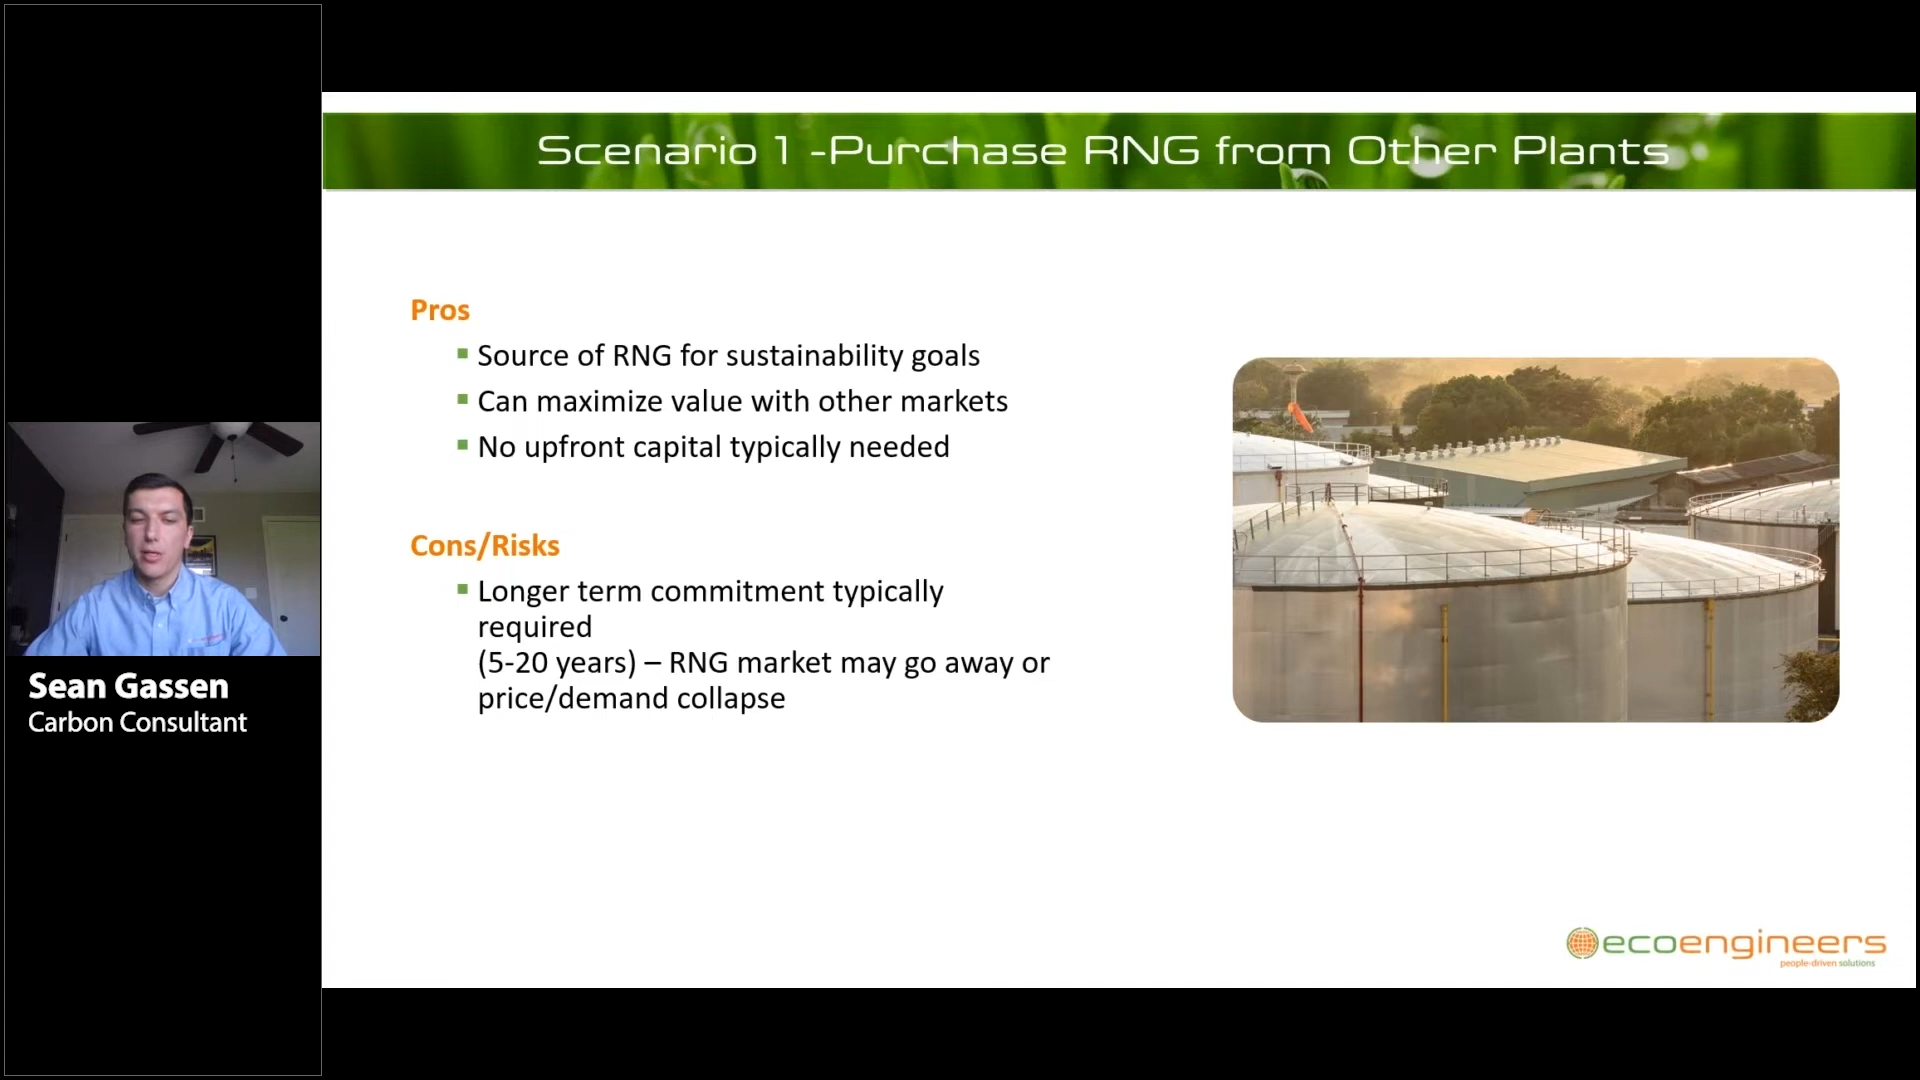 Scenario 1 -Purchase RNG from Other Plants
Pros
Source of RNG for sustainability goals
Can maximize value with other markets
No upfront capital typically needed
Cons/Risks
Longer term commitment typically
required
(5-20 years) – RNG market may go away or
price/demand collapse
Sean Gassen
Carbon Consultant
ecoengineers
people-driven solutions